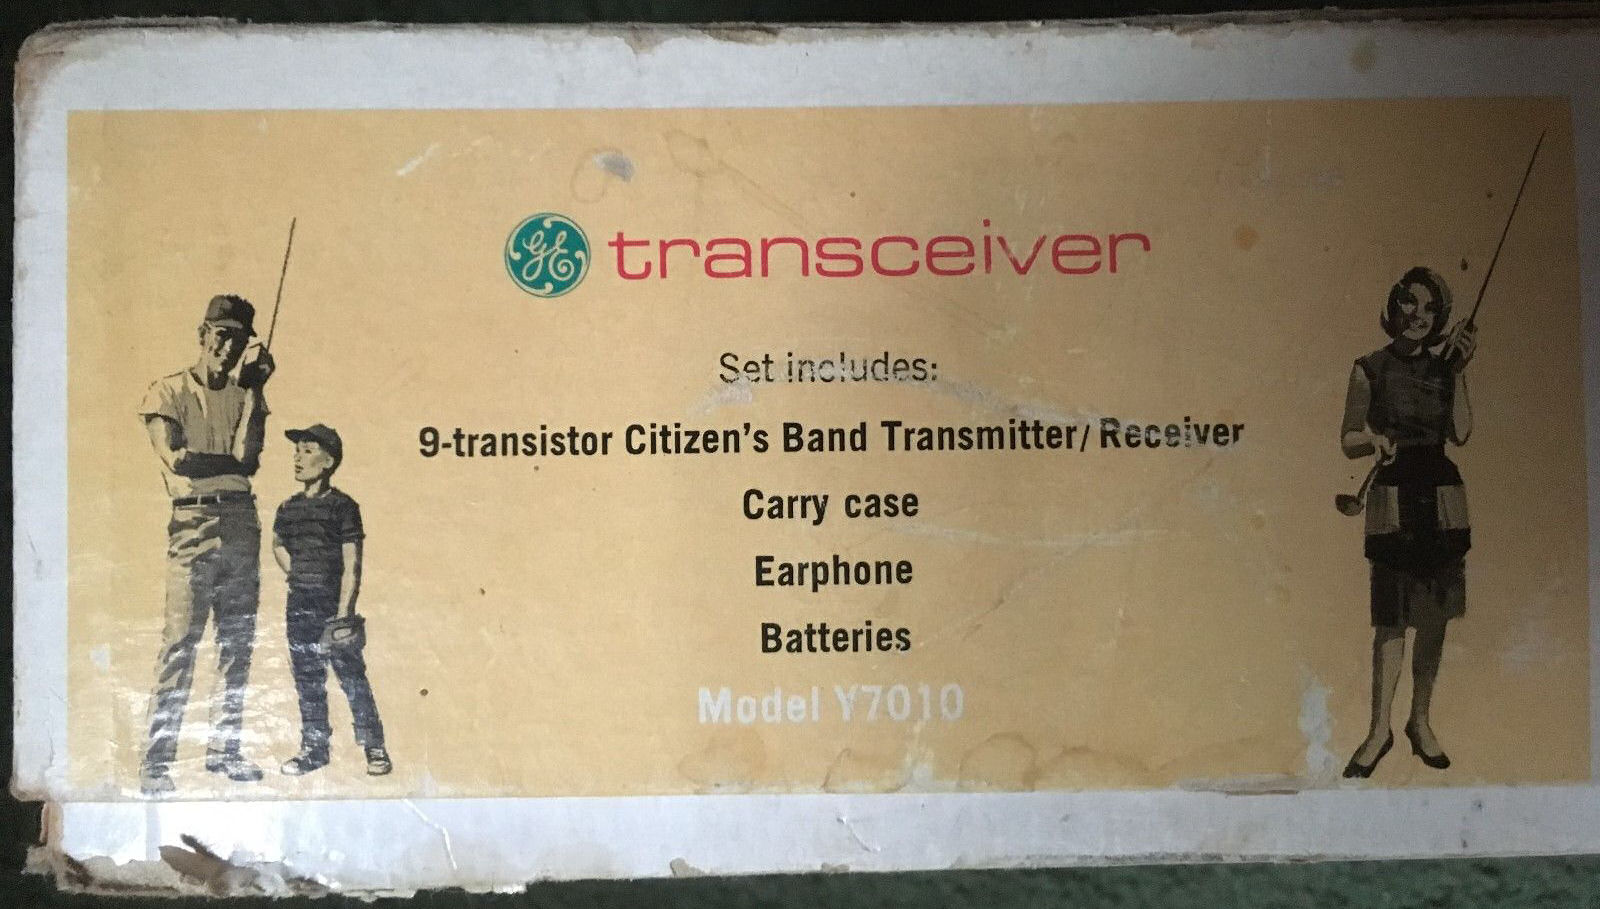 GE transceiver
Set includes:
9-transistor Citizen's Band Transmitter/Receiver
Carry case
Earphone
Batteries
Model Y7010